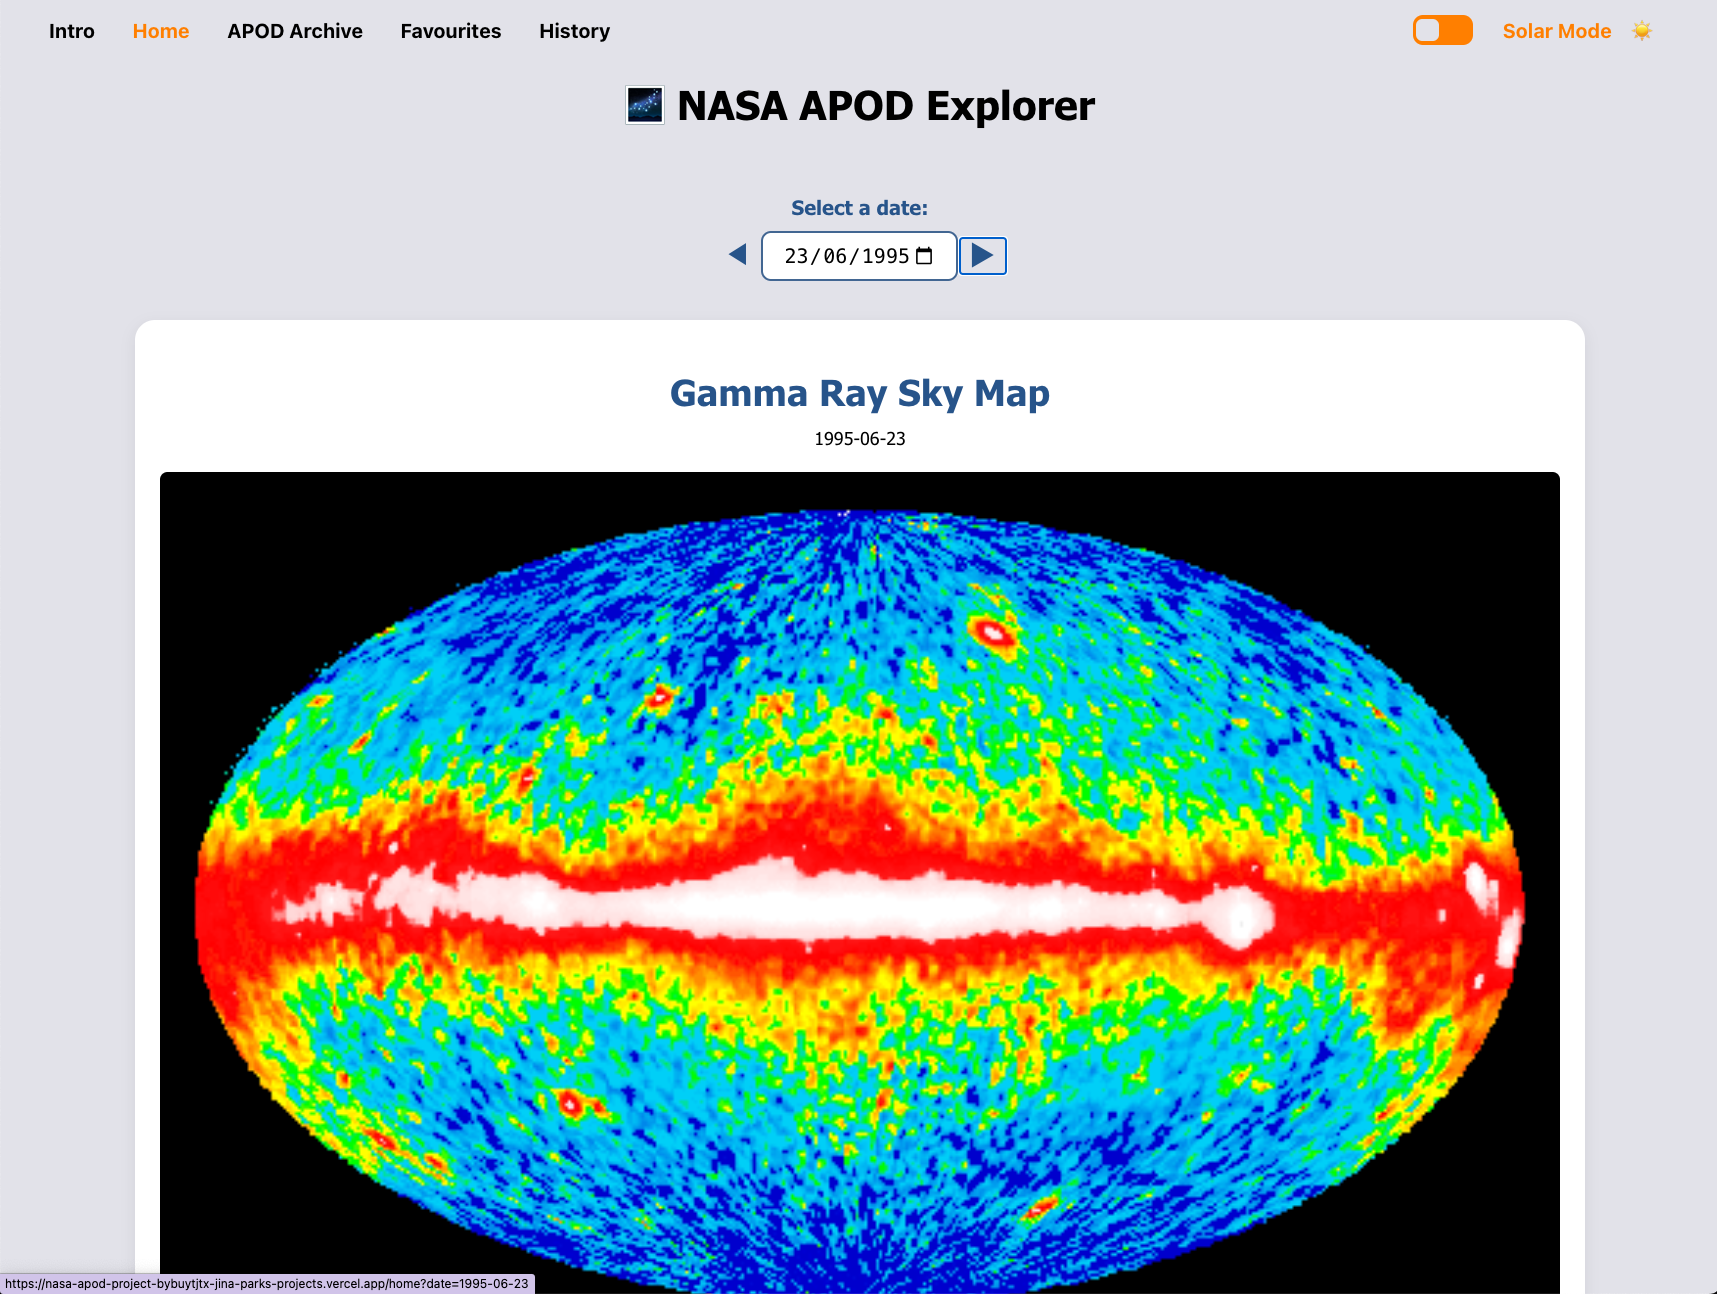 Intro Home APOD Archive Favourites History Solar Mode
NASA APOD Explorer
Select a date:
23/06/1995
Gamma Ray Sky Map
1995-06-23
https://nasa-apod-project-bybuytjtx-jina-parks-projects.vercel.app/home?date=1995-06-23